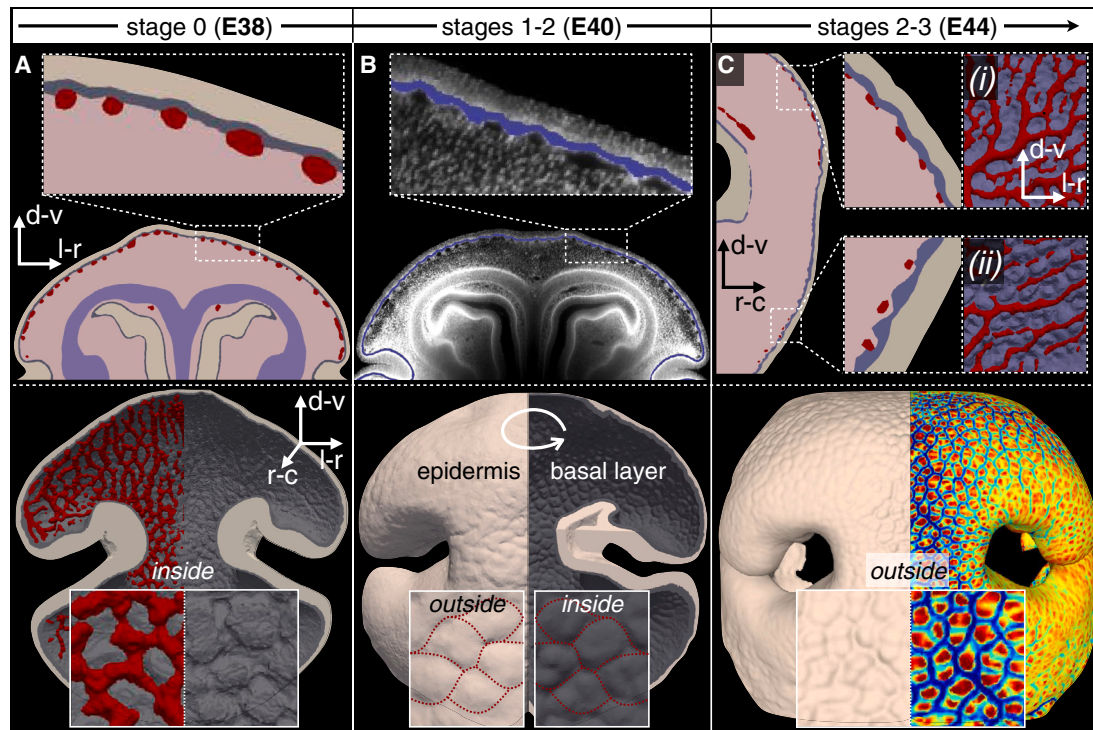 stage 0 (E38)
stages 1-2 (E40)
stages 2-3 (E44)
A
d-v
l-r
B
C
d-v
r-c
(i)
d-v
l-r
(ii)
d-v
l-r
r-c
inside
epidermis
basal layer
outside
inside
outside